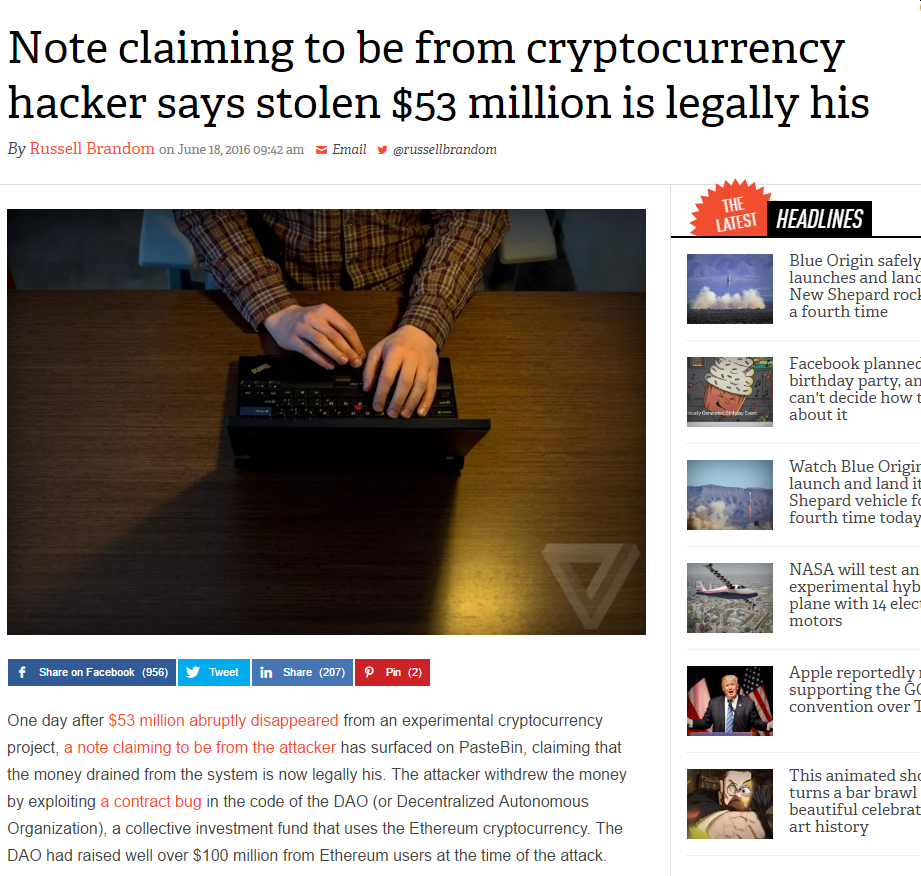 Note claiming to be from cryptocurrency
hacker says stolen $53 million is legally his
By Russell Brandom on June 18, 2016 09:42 am Email @russellbrandom
THE
LATEST
HEADLINES
Blue Origin safely
launches and land
New Shepard rock
a fourth time
Facebook planned
birthday party, an
can't decide how t
about it
Watch Blue Origin
launch and land it
Shepard vehicle fo
fourth time today
NASA will test an
experimental hyb
plane with 14 elec
motors
Apple reportedly
supporting the GO
convention over T
This animated sho
turns a bar brawl
beautiful celebrat
art history
Share on Facebook (956) Tweet Share (207) Pin (2)
One day after $53 million abruptly disappeared from an experimental cryptocurrency
project, a note claiming to be from the attacker has surfaced on PasteBin, claiming that
the money drained from the system is now legally his. The attacker withdrew the money
by exploiting a contract bug in the code of the DAO (or Decentralized Autonomous
Organization), a collective investment fund that uses the Ethereum cryptocurrency. The
DAO had raised well over $100 million from Ethereum users at the time of the attack.